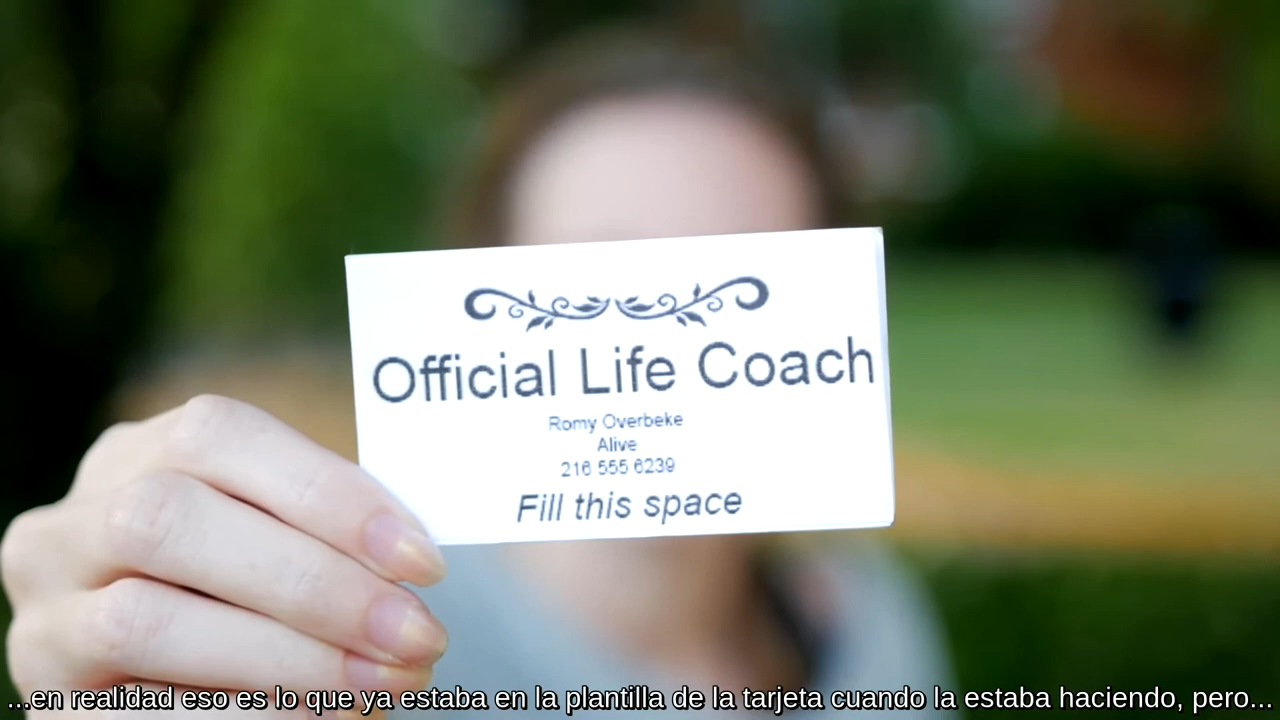 Official Life Coach
Romy Overbeke
Alive
216 555 6239
Fill this space
...en realidad eso es lo que ya estaba en la plantilla de la tarjeta cuando la estaba haciendo, pero...